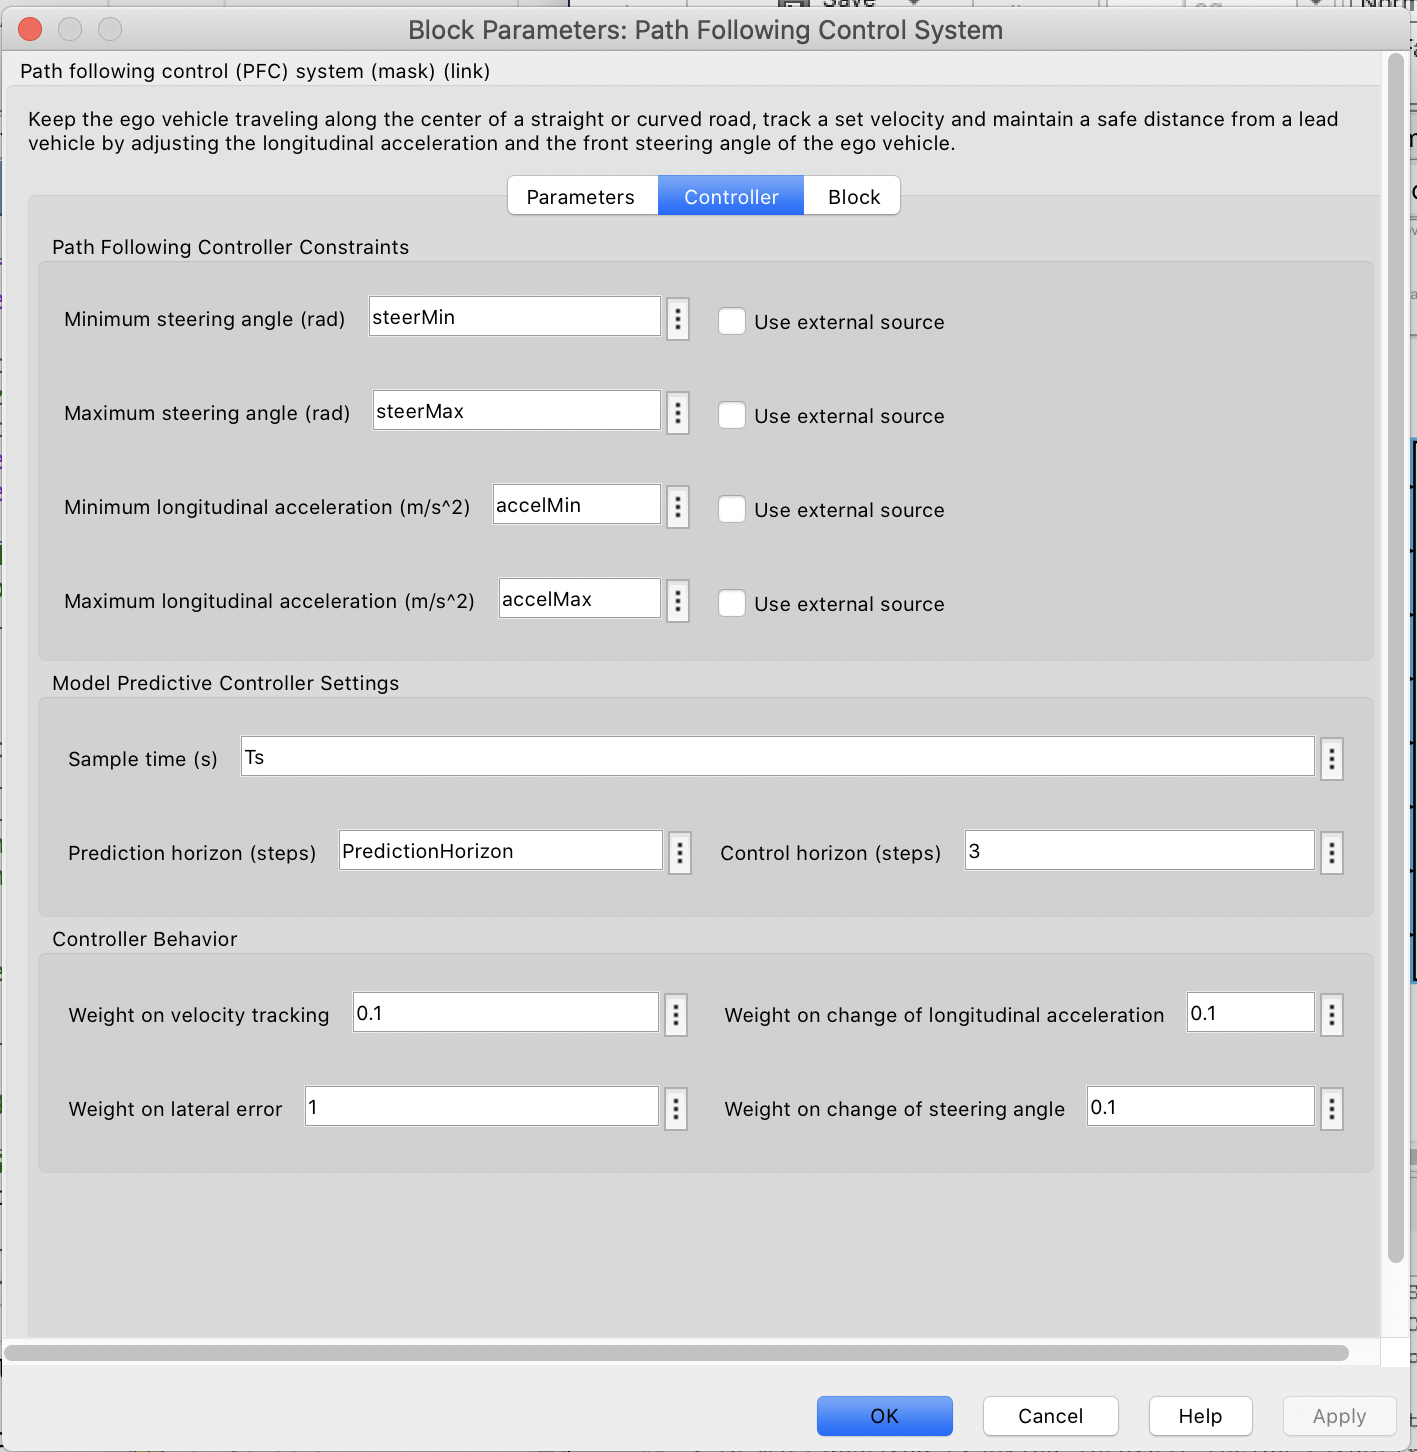 Block Parameters: Path Following Control System
Path following control (PFC) system (mask) (link)
Keep the ego vehicle traveling along the center of a straight or curved road, track a set velocity and maintain a safe distance from a lead
vehicle by adjusting the longitudinal acceleration and the front steering angle of the ego vehicle.
Parameters Controller Block
Path Following Controller Constraints
Minimum steering angle (rad) steerMin Use external source
Maximum steering angle (rad) steerMax Use external source
Minimum longitudinal acceleration (m/s^2) accelMin Use external source
Maximum longitudinal acceleration (m/s^2) accelMax Use external source
Model Predictive Controller Settings
Sample time (s) Ts
Prediction horizon (steps) PredictionHorizon Control horizon (steps) 3
Controller Behavior
Weight on velocity tracking 0.1 Weight on change of longitudinal acceleration 0.1
Weight on lateral error 1 Weight on change of steering angle 0.1
OK Cancel Help Apply